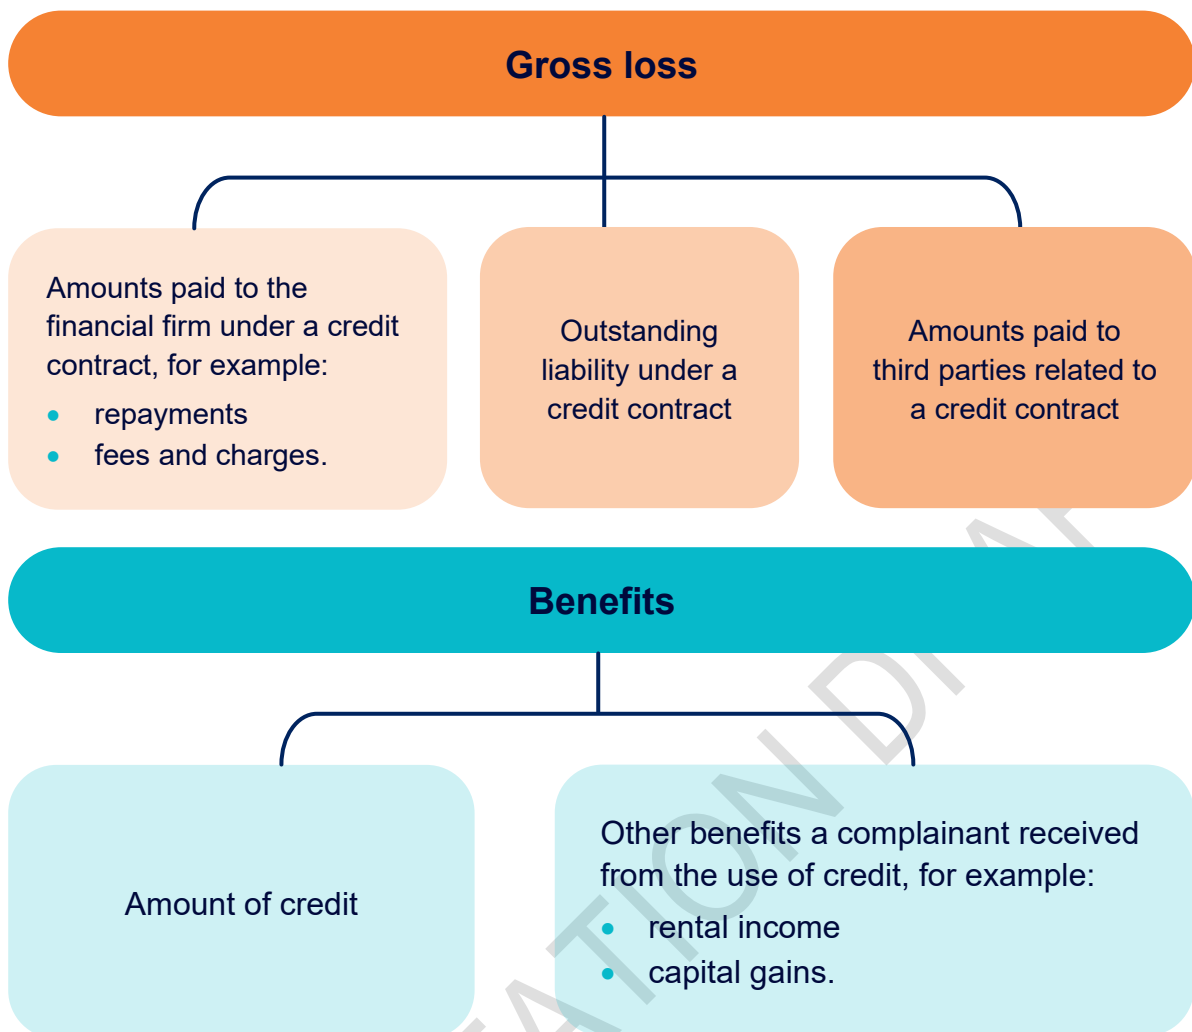 Gross loss
Amounts paid to the
financial firm under a credit
contract, for example:
• repayments
• fees and charges.
Outstanding
liability under a
credit contract
Amounts paid to
third parties related to
a credit contract
Benefits
Amount of credit
Other benefits a complainant received
from the use of credit, for example:
• rental income
• capital gains.